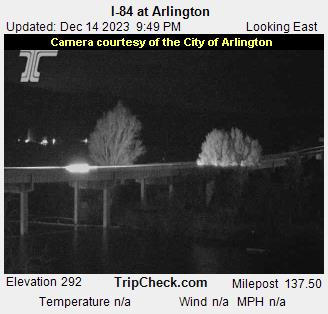 I-84 at Arlington
Updated: Dec 14 2023 9:49 PM Looking East
Camera courtesy of the City of Arlington
Elevation 292 TripCheck.com Milepost 137.50
Temperature n/a Wind n/a MPH n/a